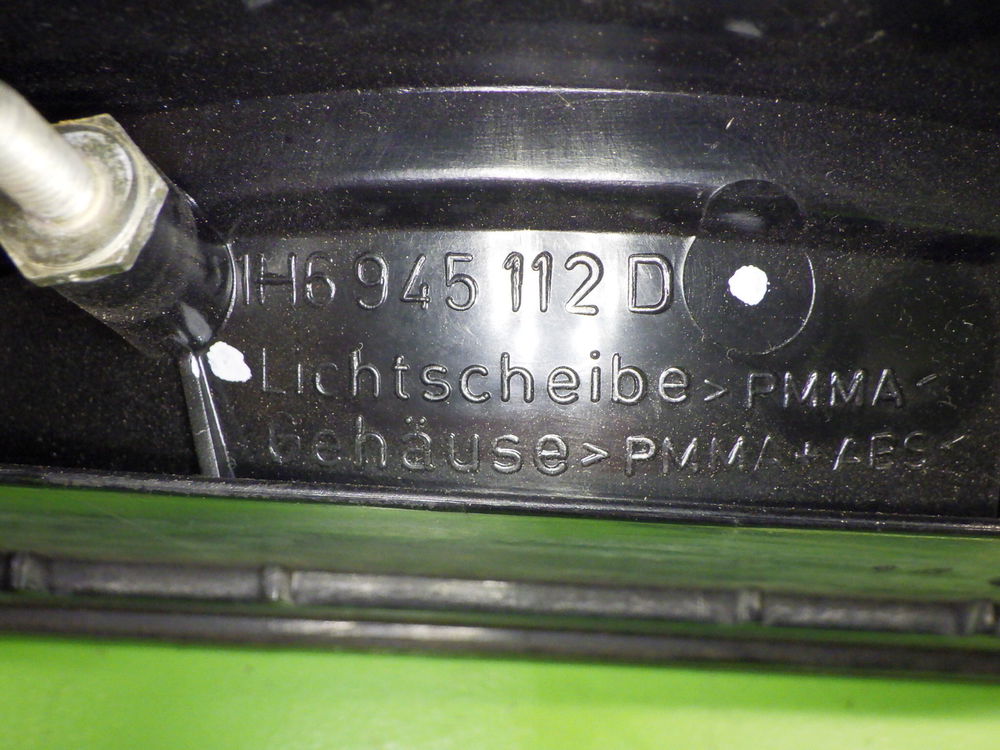 1H6 945 112 D
Lichtscheibe >PMMA<
Gehäuse >PMMA+ABS<